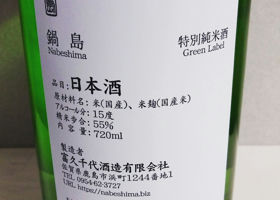 鍋島
Nabeshima
特別純米酒
Green Label
品目:日本酒
原材料名:米(国産)、米麹(国産米)
アルコール分:15度
精米歩合:55%
内容量:720ml
製造者
富久千代酒造有限会社
佐賀県鹿島市浜町1244番地1
TEL 0954-62-3727
URL https://nabeshima.biz